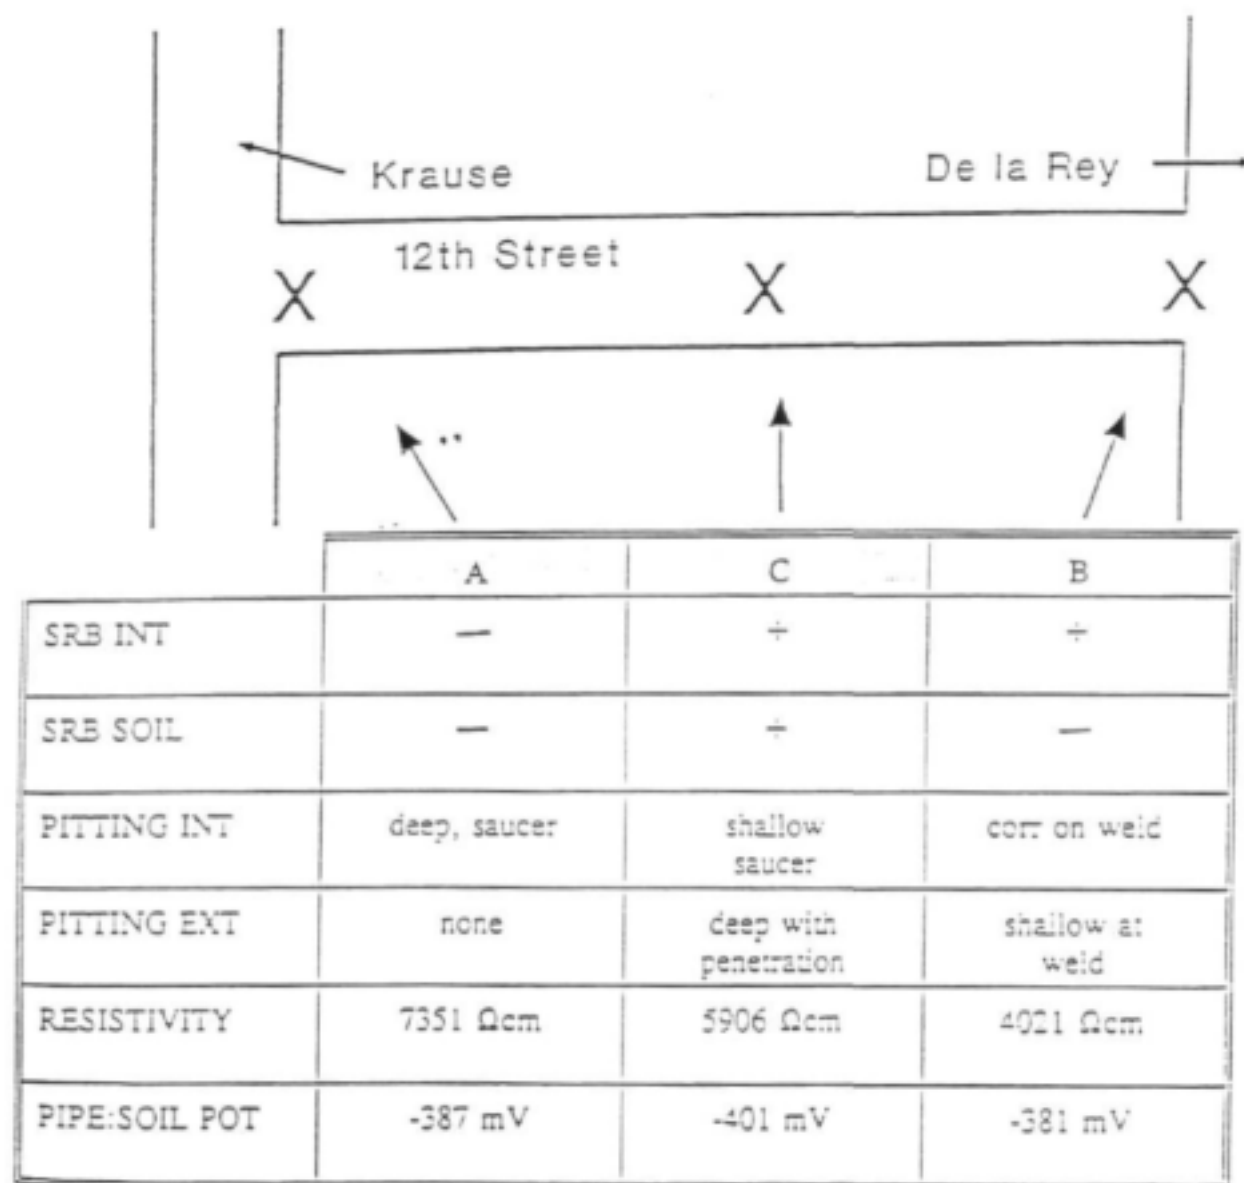 Krause
De la Rey
12th Street
X X X
A C B
SRB INT — + +
SRB SOIL — + —
PITTING INT deep, saucer shallow saucer corr on weld
PITTING EXT none deep with penetration shallow at weld
RESISTIVITY 7351 Ωcm 5906 Ωcm 4021 Ωcm
PIPE:SOIL POT -387 mV -401 mV -381 mV